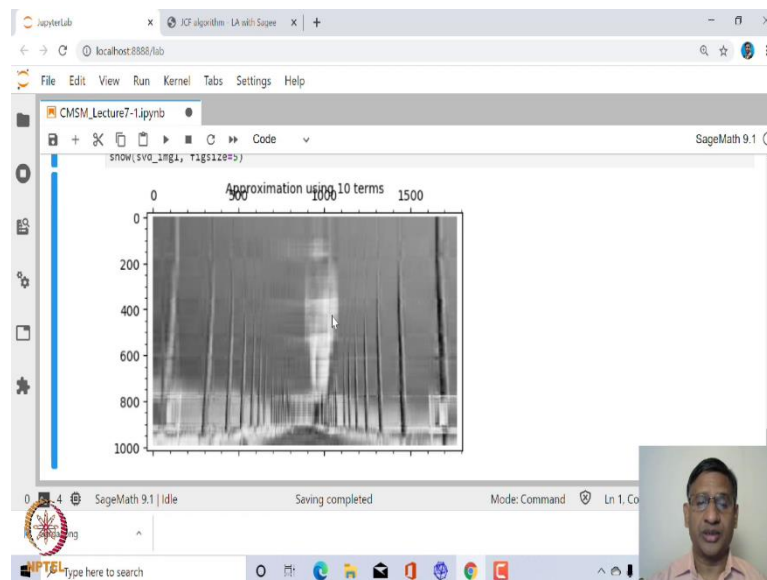 JupyterLab x JCF algorithm - LA with Sagee x +
localhost:8888/lab
File Edit View Run Kernel Tabs Settings Help
CMSM_Lecture7-1.ipynb
Code SageMath 9.1
show(svd_img1, figsize=5)
Approximation using 10 terms
0 500 1000 1500
0
200
400
600
800
1000
0 4 SageMath 9.1 | Idle Saving completed Mode: Command Ln 1, Co
NPTEL Type here to search